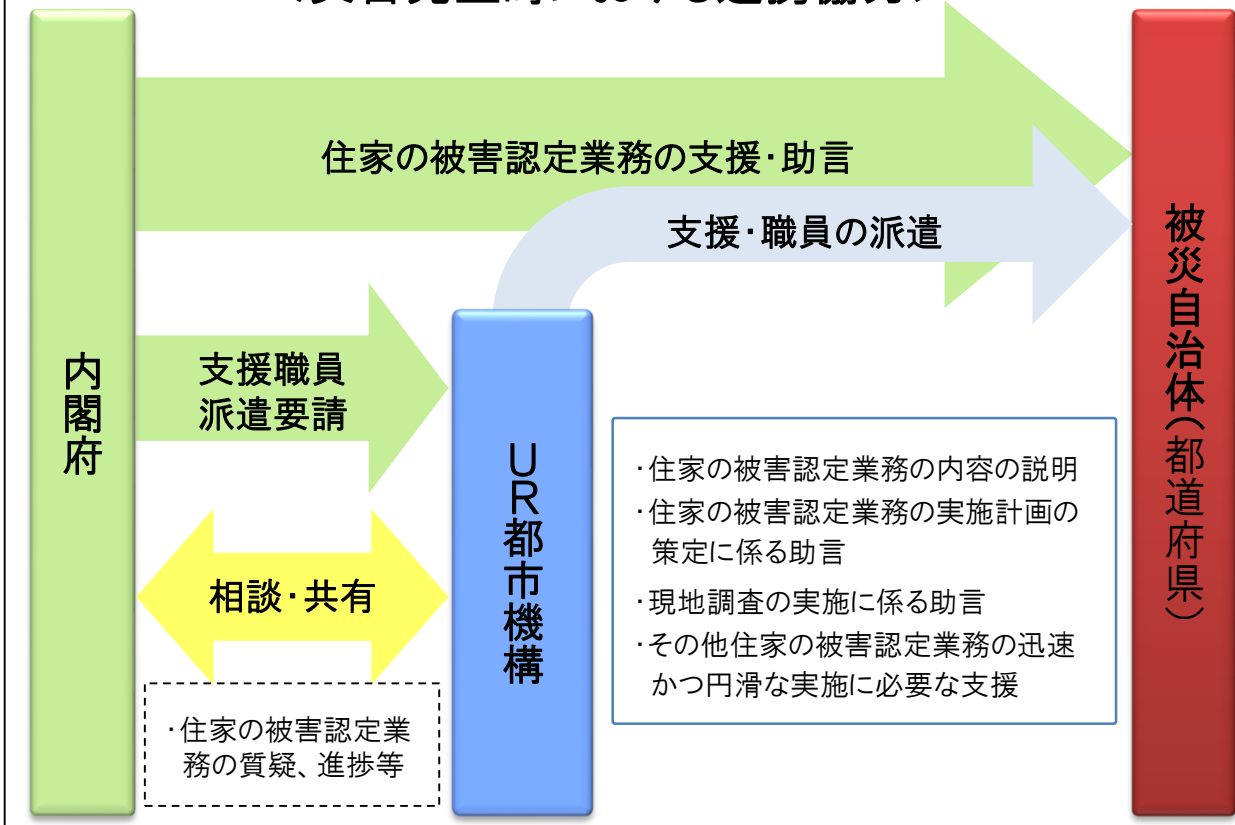 住家の被害認定業務の支援・助言
支援・職員の派遣
内閣府
支援職員
派遣要請
UR都市機構
被災自治体(都道府県)
相談・共有
・住家の被害認定業務の内容の説明
・住家の被害認定業務の実施計画の
策定に係る助言
・現地調査の実施に係る助言
・その他住家の被害認定業務の迅速
かつ円滑な実施に必要な支援
・住家の被害認定業
務の質疑、進捗等